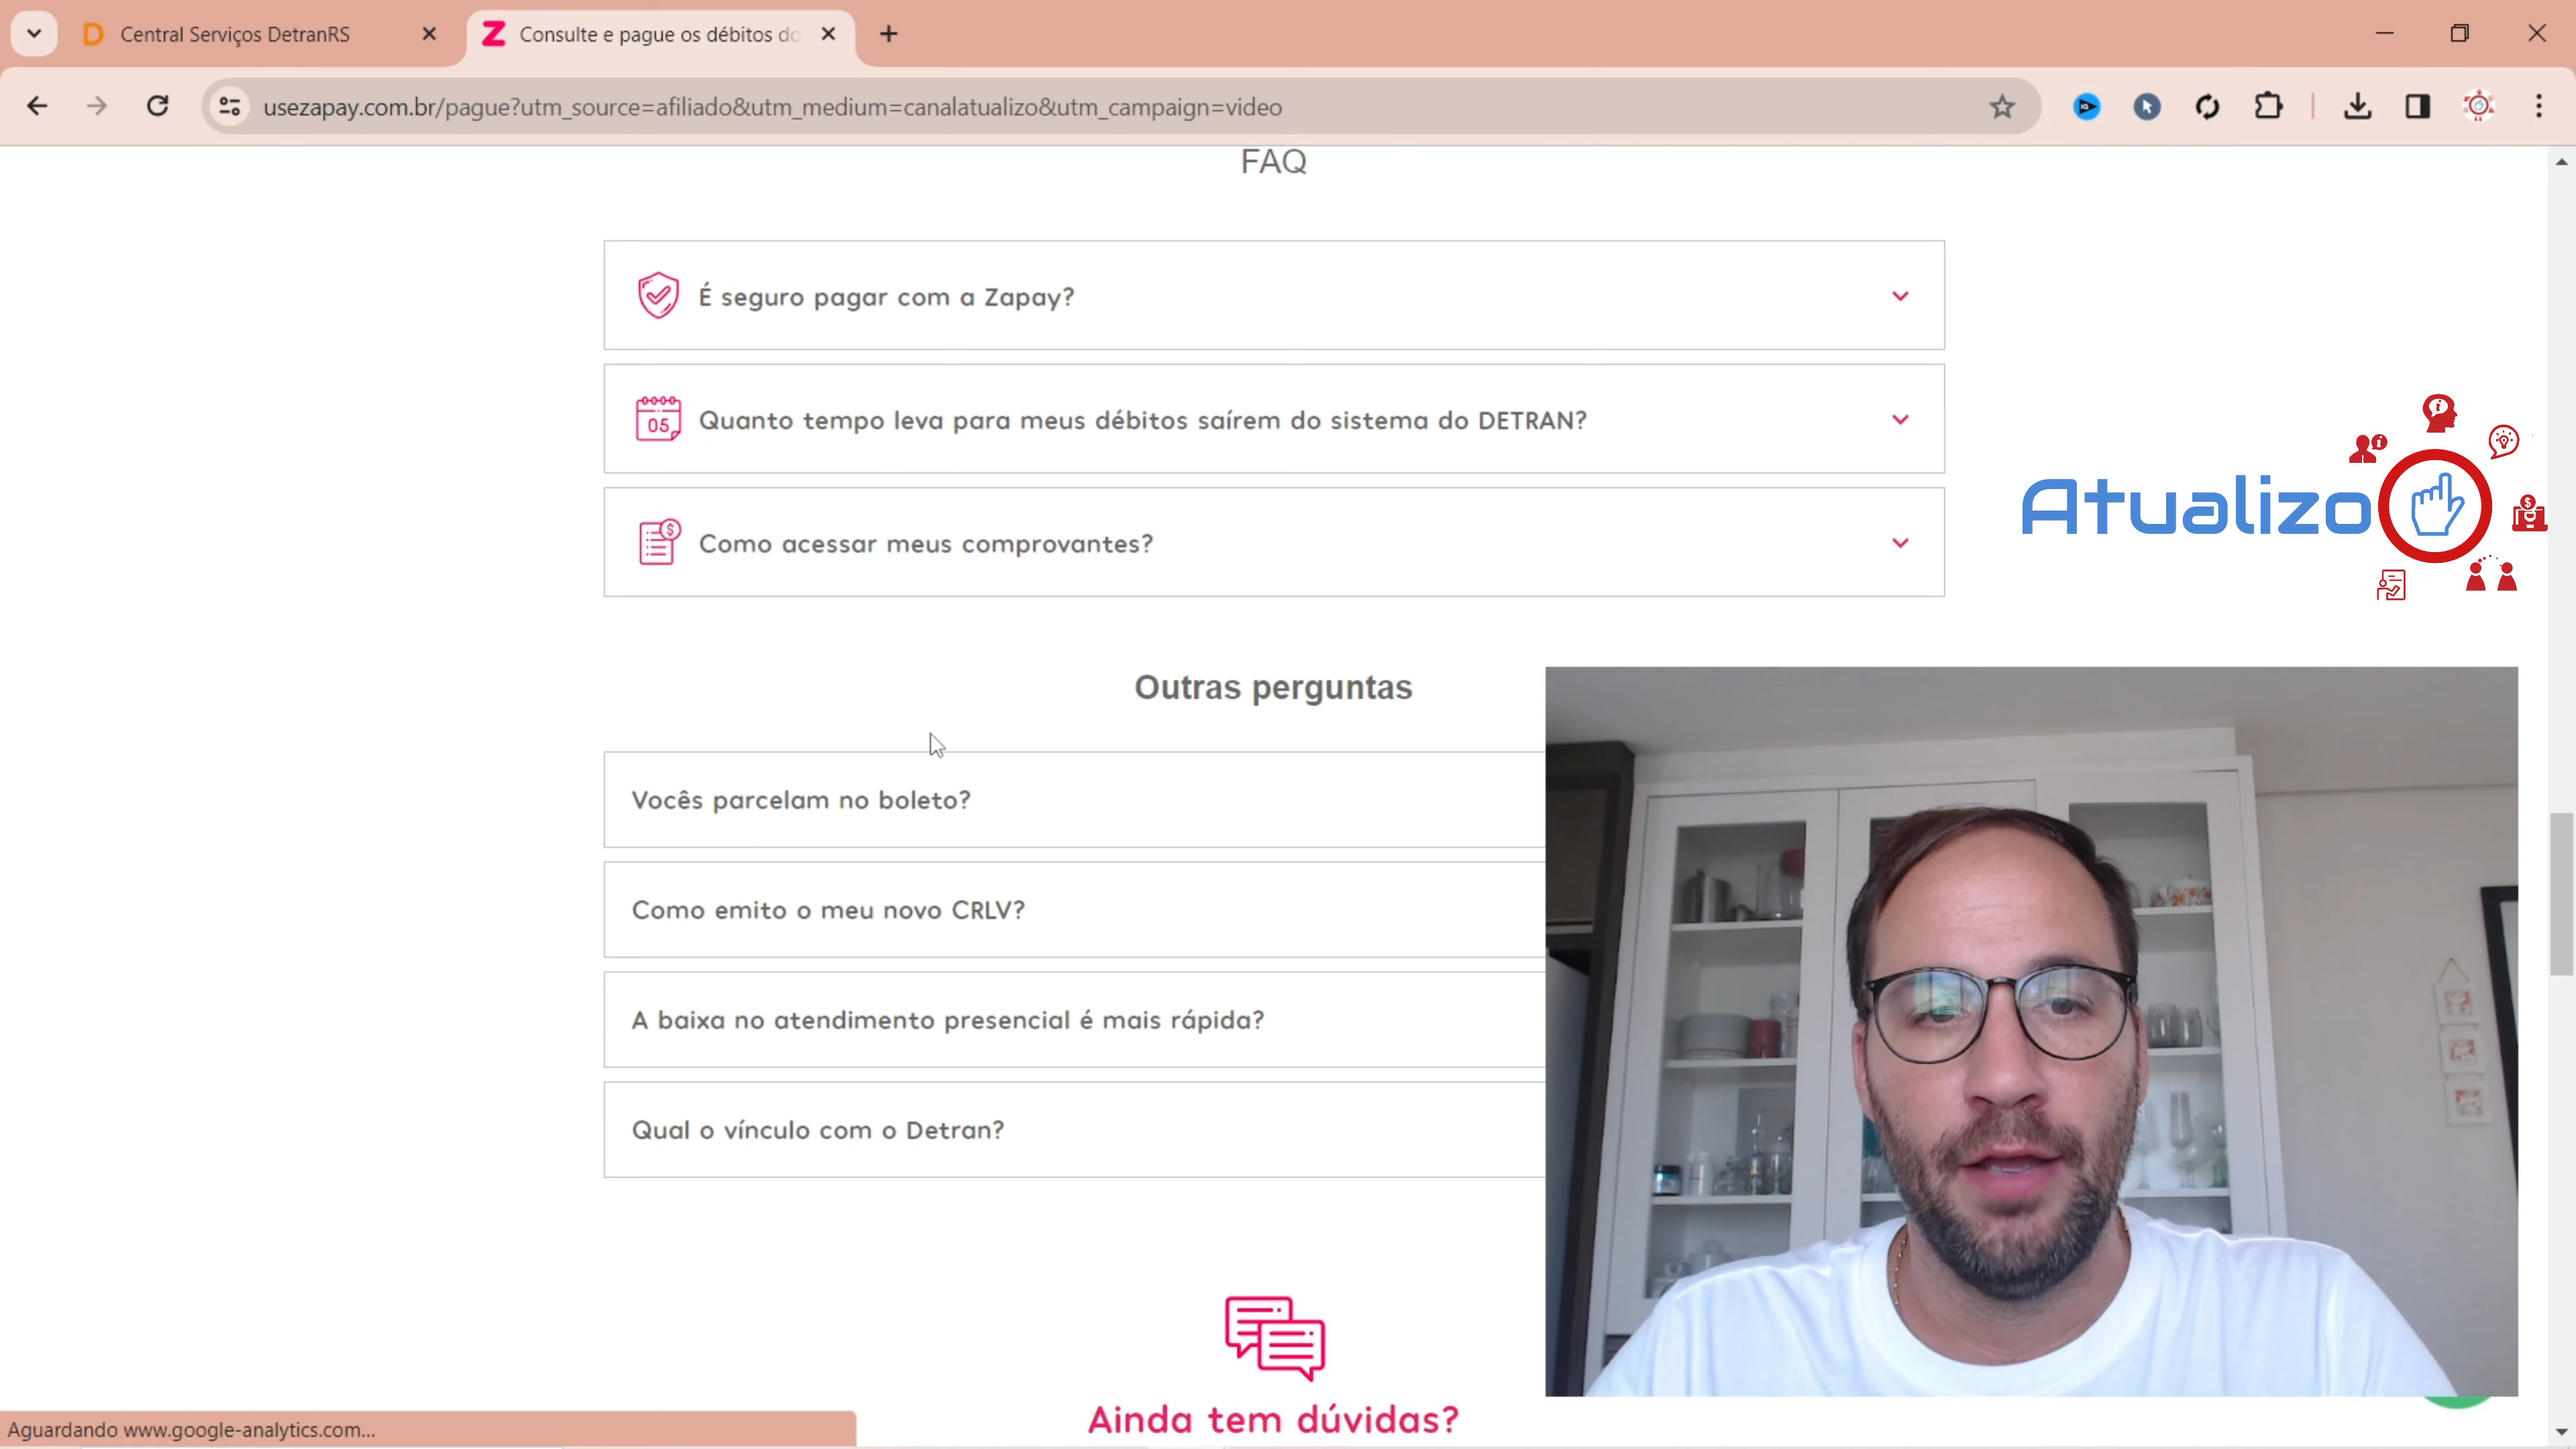 Central Serviços DetranRS
Consulte e pague os débitos do
usezapay.com.br/pague?utm_source=afiliado&utm_medium=canalatualizo&utm_campaign=video
FAQ
É seguro pagar com a Zapay?
05
Quanto tempo leva para meus débitos saírem do sistema do DETRAN?
Como acessar meus comprovantes?
Atualizo
Outras perguntas
Vocês parcelam no boleto?
Como emito o meu novo CRLV?
A baixa no atendimento presencial é mais rápida?
Qual o vínculo com o Detran?
Ainda tem dúvidas?
Aguardando www.google-analytics.com...